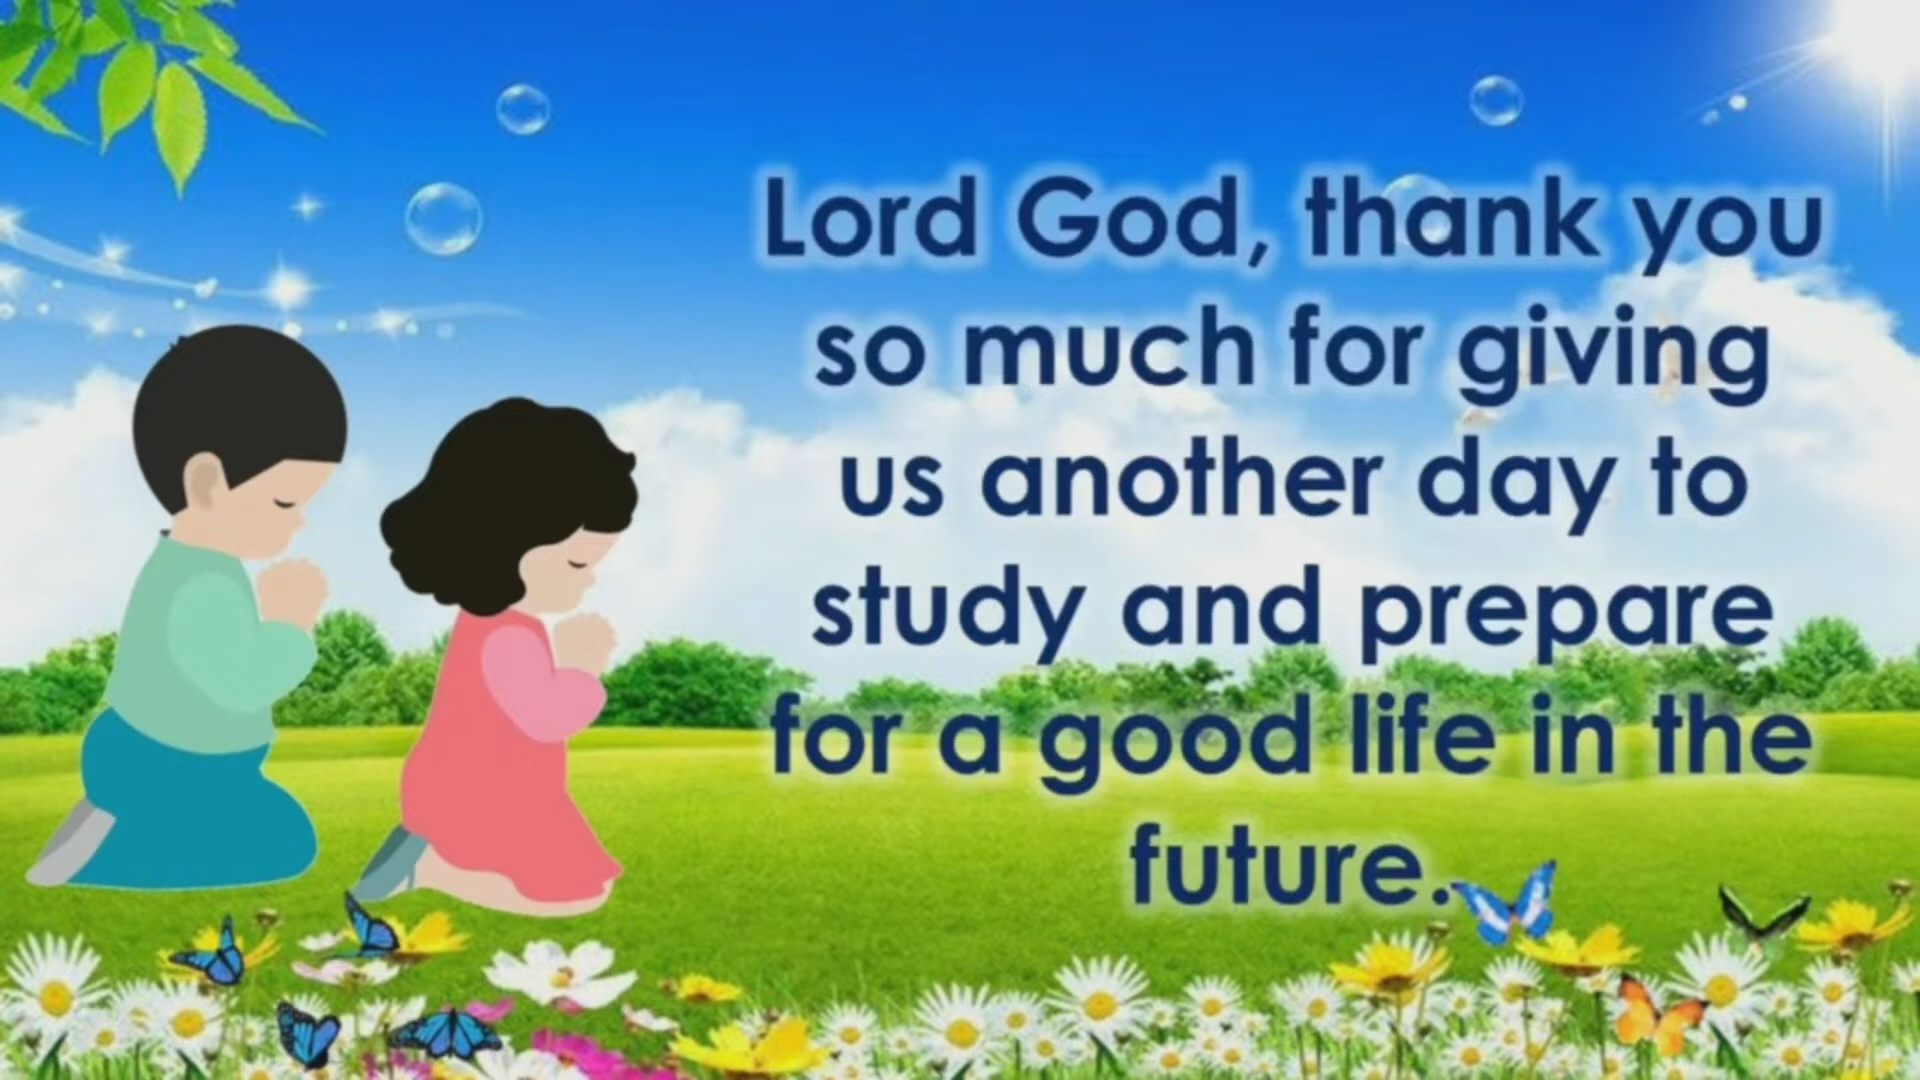 Lord God, thank you
so much for giving
us another day to
study and prepare
for a good life in the
future.